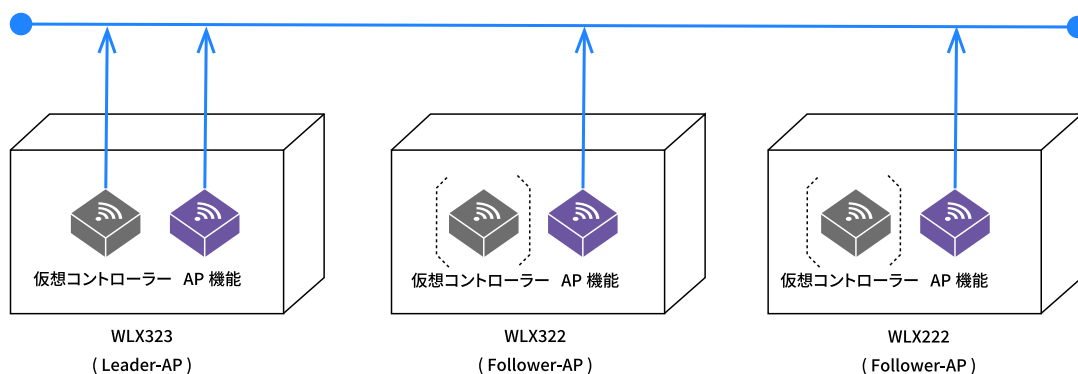 仮想コントローラー AP 機能
仮想コントローラー AP 機能
仮想コントローラー AP 機能
WLX323
( Leader-AP )
WLX322
( Follower-AP )
WLX222
( Follower-AP )